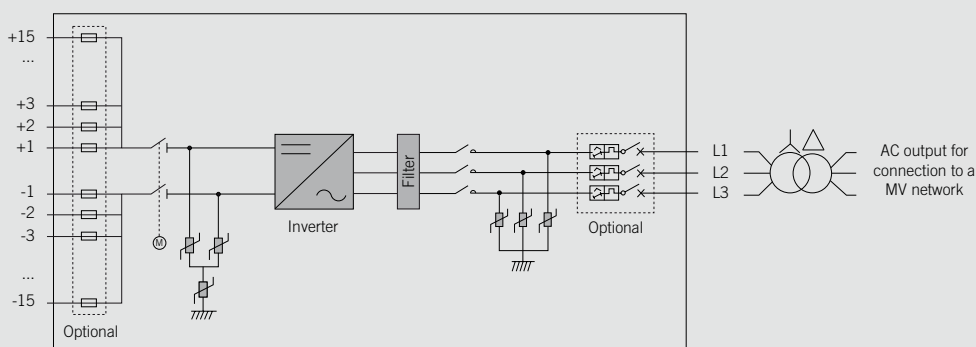 +15
...
+3
+2
+1
-1
-2
-3
...
-15
Optional
M
Inverter
Filter
Optional
L1
L2
L3
AC output for
connection to a
MV network